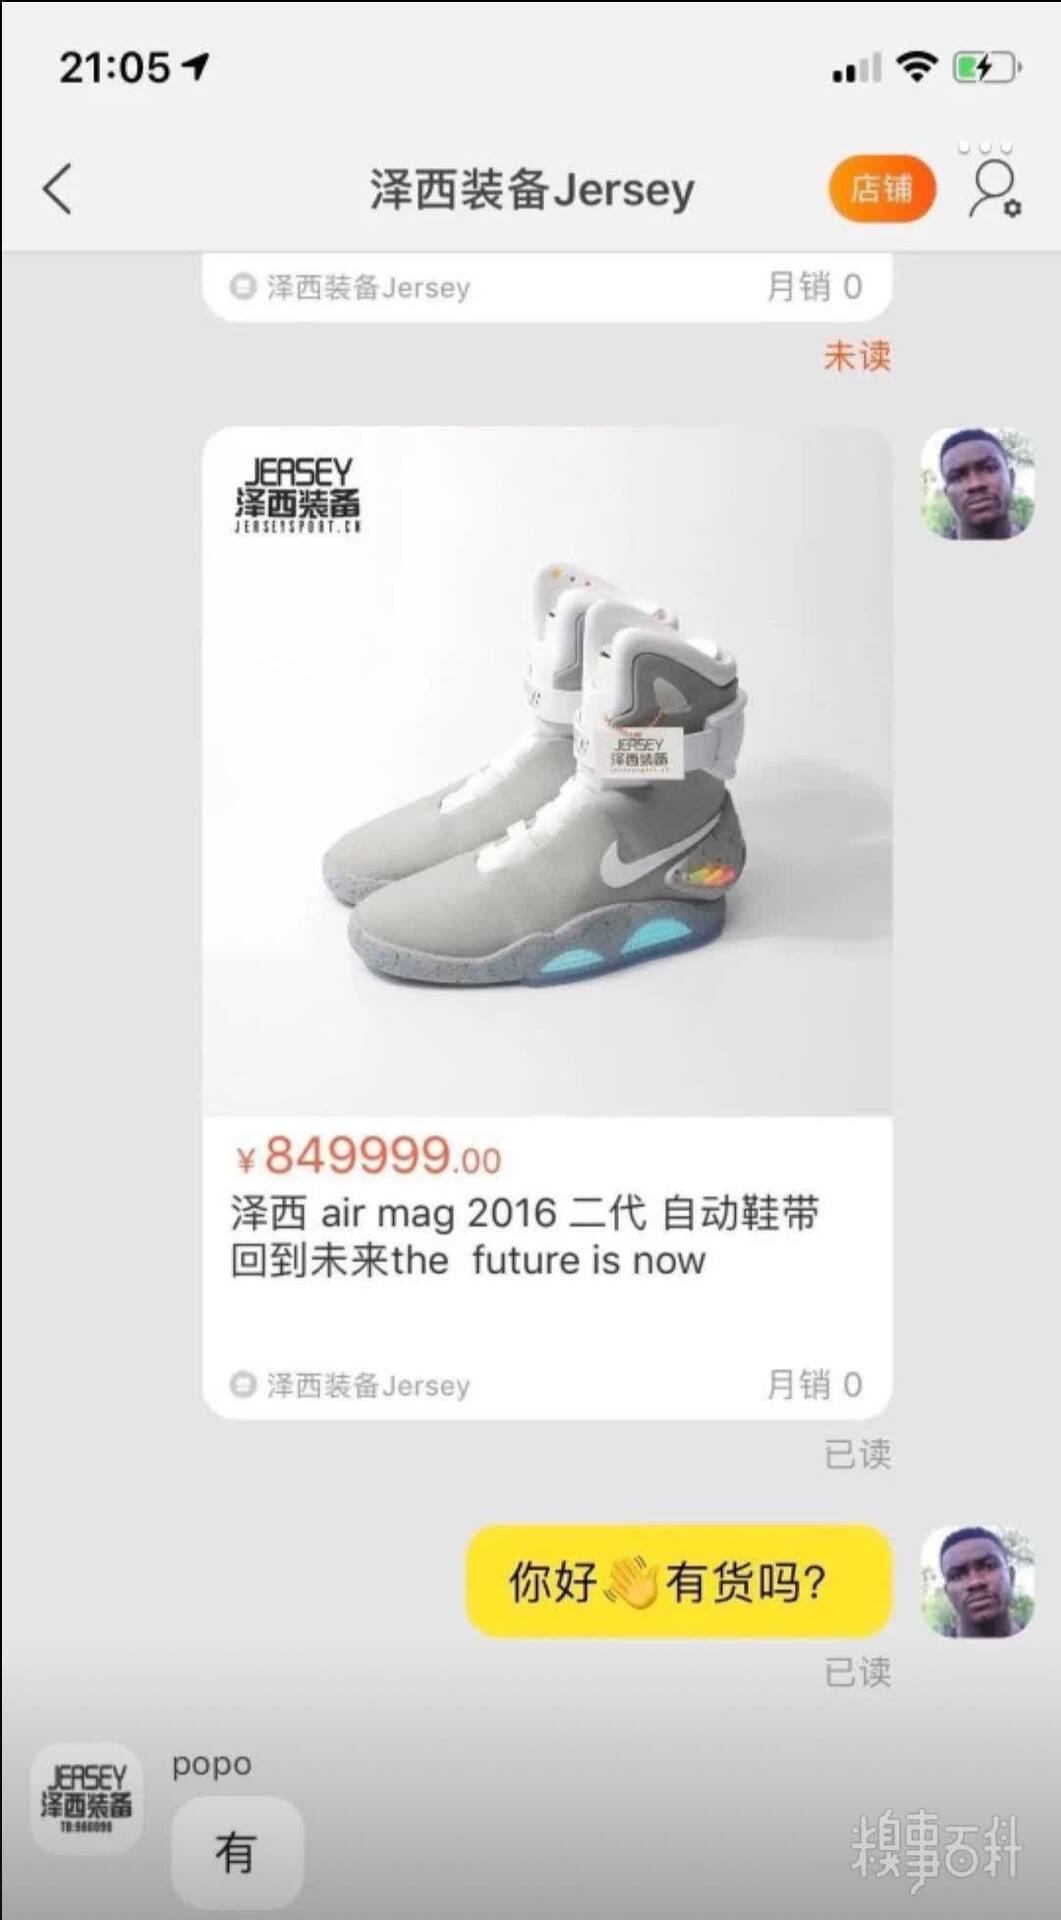 21:05
泽西装备Jersey
店铺
泽西装备Jersey
月销 0
未读
JERSEY
泽西装备
JERSEYSPORT.CN
JERSEY
泽西装备
¥849999.00
泽西 air mag 2016 二代 自动鞋带
回到未来the  future is now
泽西装备Jersey
月销 0
已读
你好👋有货吗?
已读
popo
JERSEY
泽西装备
有
糗事百科